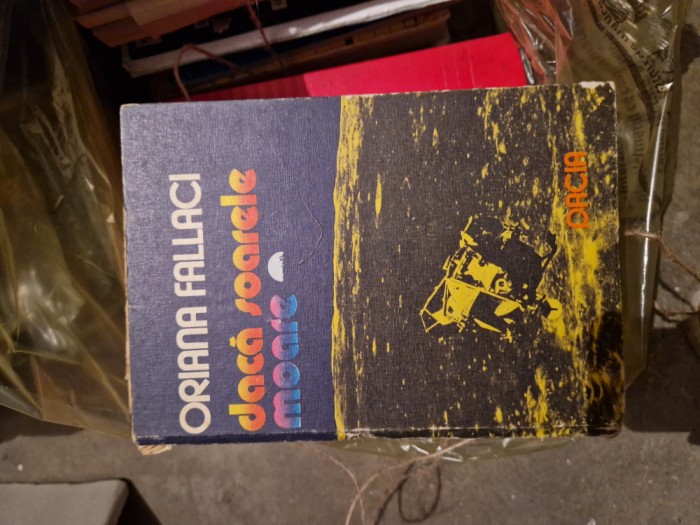 ORIANA FALLACI
dacă soarele
moare
DACIA